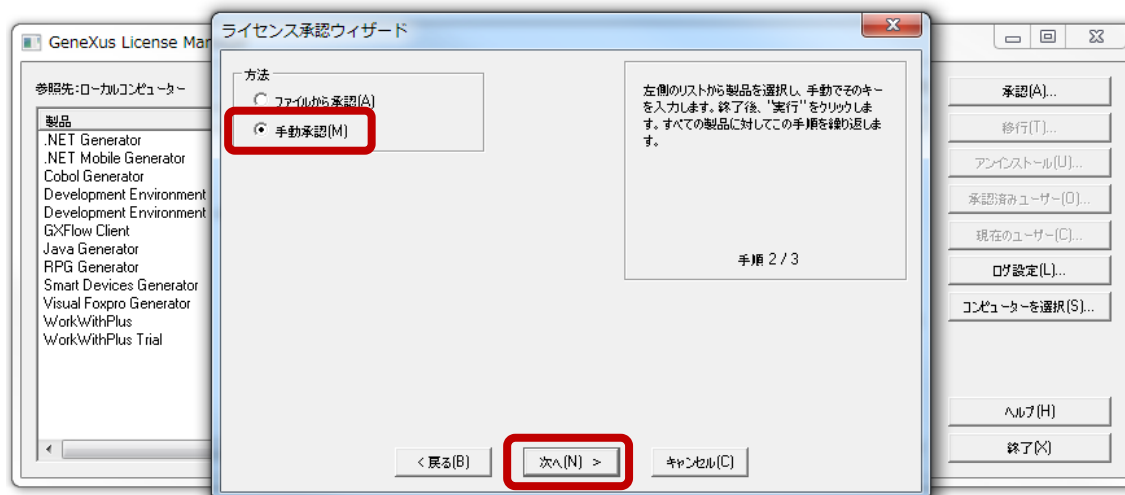 GeneXus License Mar
ライセンス承認ウィザード
参照先:ローカルコンピューター
製品
.NET Generator
.NET Mobile Generator
Cobol Generator
Development Environment
Development Environment
GXFlow Client
Java Generator
RPG Generator
Smart Devices Generator
Visual Foxpro Generator
WorkWithPlus
WorkWithPlus Trial
方法
ファイルから承認(A)
手動承認(M)
左側のリストから製品を選択し、手動でそのキー
を入力します。終了後、"実行"をクリックしま
す。すべての製品に対してこの手順を繰り返しま
す。
手順 2 / 3
< 戻る(B)
次へ(N) >
キャンセル(C)
承認(A)...
移行(T)...
アンインストール(U)...
承認済みユーザー(O)...
現在のユーザー(C)...
ログ設定(L)...
コンピューターを選択(S)...
ヘルプ(H)
終了(X)